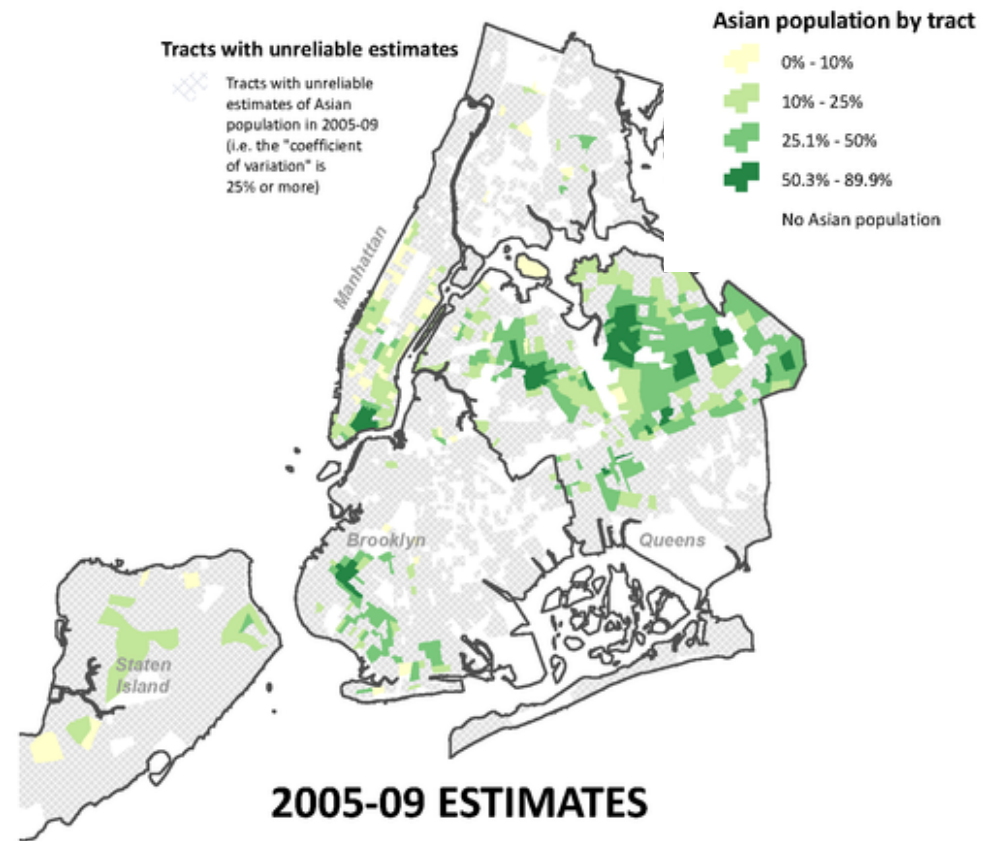 Asian population by tract
0% - 10%
10% - 25%
25.1% - 50%
50.3% - 89.9%
No Asian population
Tracts with unreliable estimates
Tracts with unreliable
estimates of Asian
population in 2005-09
(i.e. the "coefficient
of variation" is
25% or more)
Manhattan
Brooklyn
Queens
Staten
Island
2005-09 ESTIMATES